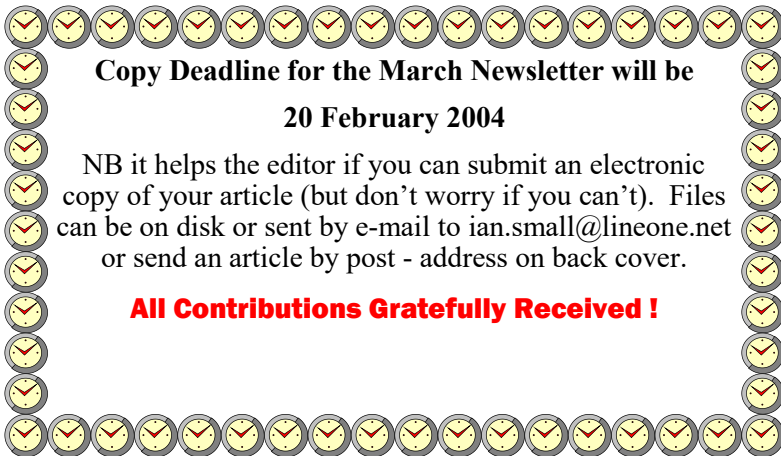 Copy Deadline for the March Newsletter will be
20 February 2004
NB it helps the editor if you can submit an electronic
copy of your article (but don’t worry if you can’t).  Files
can be on disk or sent by e-mail to ian.small@lineone.net
or send an article by post - address on back cover.
All Contributions Gratefully Received !